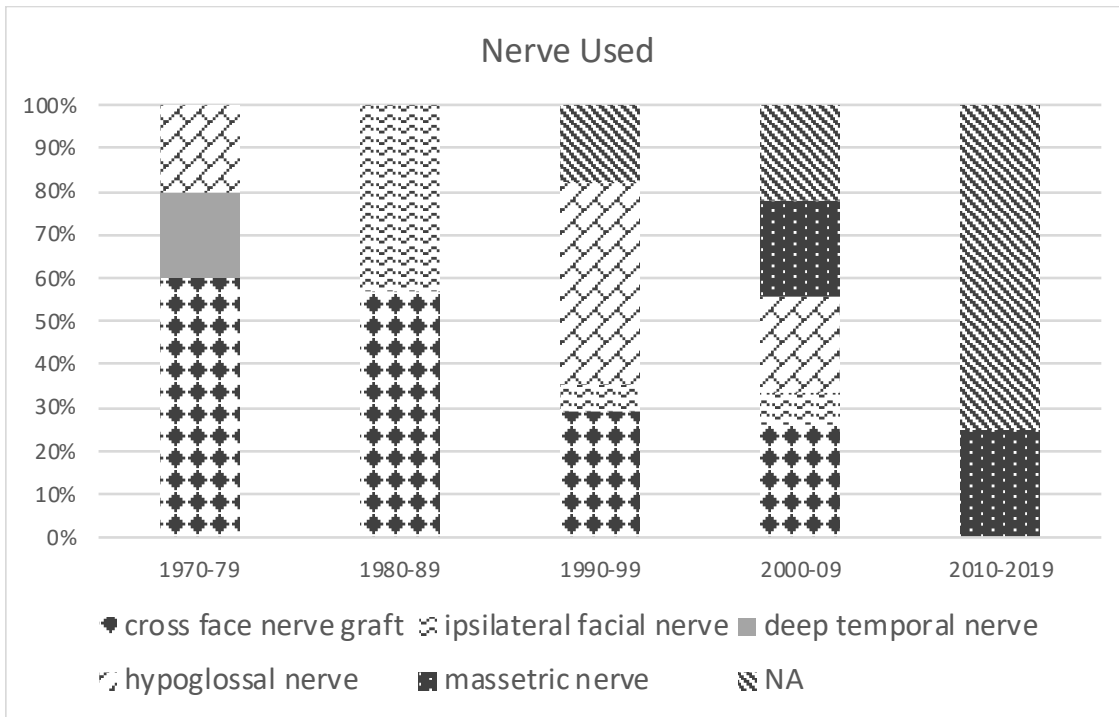 Nerve Used
100%
90%
80%
70%
60%
50%
40%
30%
20%
10%
0%
1970-79 1980-89 1990-99 2000-09 2010-2019
cross face nerve graft ipsilateral facial nerve deep temporal nerve
hypoglossal nerve massetric nerve NA